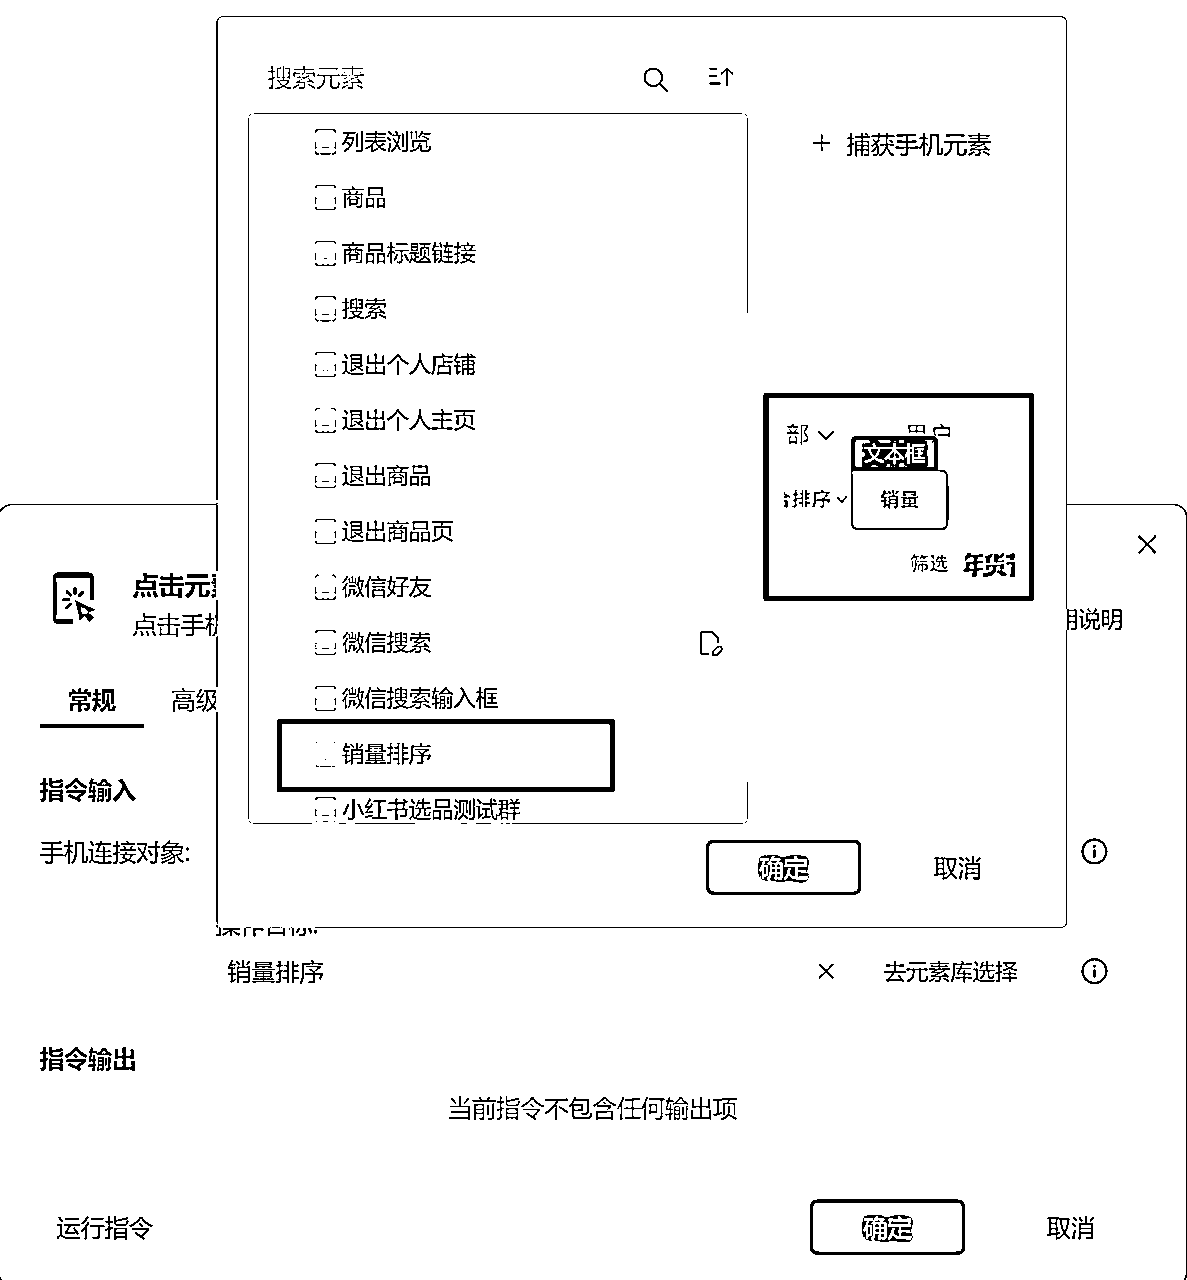 搜索元素
列表浏览
+ 捕获手机元素
商品
商品标题链接
搜索
退出个人店铺
退出个人主页
退出商品
退出商品页
微信好友
微信搜索
微信搜索输入框
销量排序
小红书选品测试群
部
文本框
排序
销量
筛选
确定 取消
点击元
点击手
说明
常规 高级
指令输入
手机连接对象:
操作目标:
销量排序
去元素库选择
指令输出
当前指令不包含任何输出项
运行指令
确定 取消